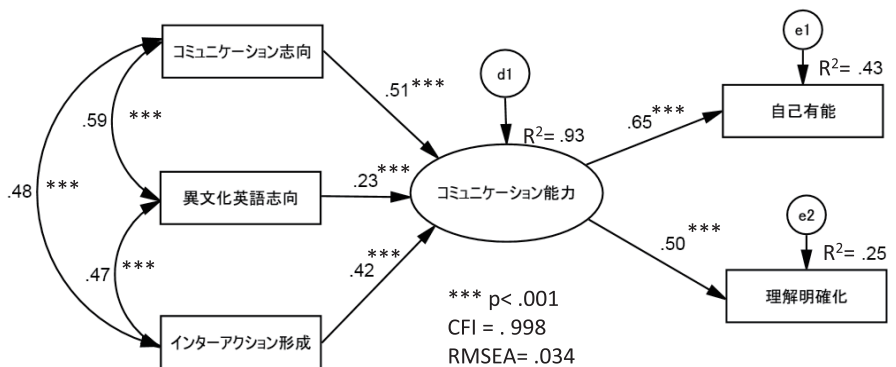 コミュニケーション志向
異文化英語志向
インターアクション形成
.59 ***
.48 ***
.47 ***
.51***
.23***
.42***
d1
R²= .93
コミュニケーション能力
.65***
.50 ***
e1
R²= .43
自己有能
e2
R²= .25
理解明確化
*** p< .001
CFI = . 998
RMSEA= .034